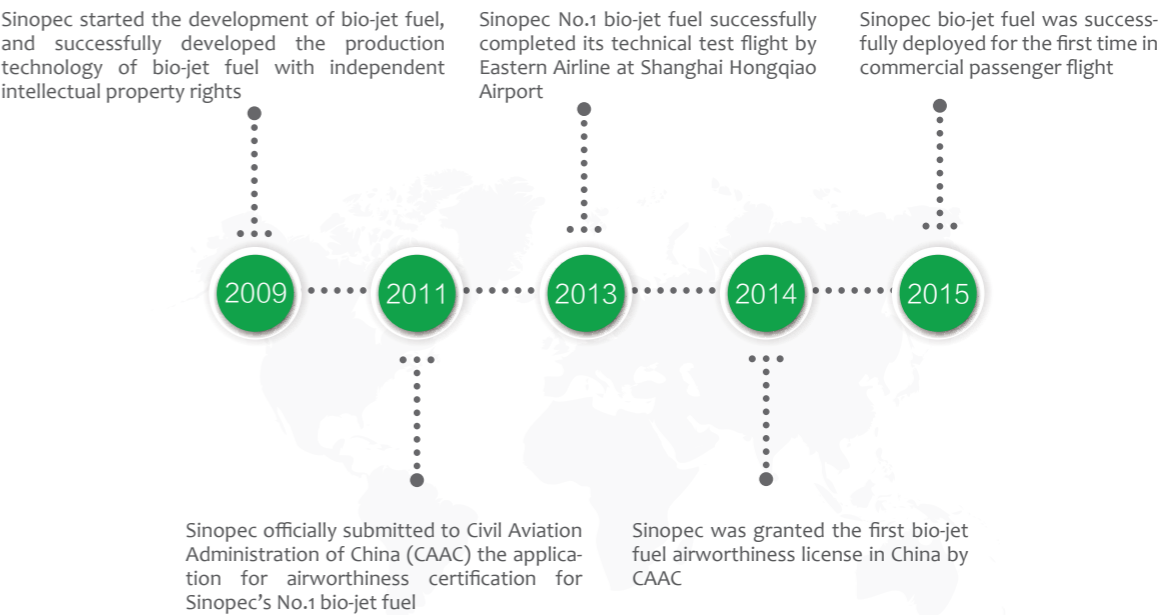 Sinopec started the development of bio-jet fuel,
and successfully developed the production
technology of bio-jet fuel with independent
intellectual property rights
Sinopec No.1 bio-jet fuel successfully
completed its technical test flight by
Eastern Airline at Shanghai Hongqiao
Airport
Sinopec bio-jet fuel was success-
fully deployed for the first time in
commercial passenger flight
2009
2011
2013
2014
2015
Sinopec officially submitted to Civil Aviation
Administration of China (CAAC) the applica-
tion for airworthiness certification for
Sinopec's No.1 bio-jet fuel
Sinopec was granted the first bio-jet
fuel airworthiness license in China by
CAAC